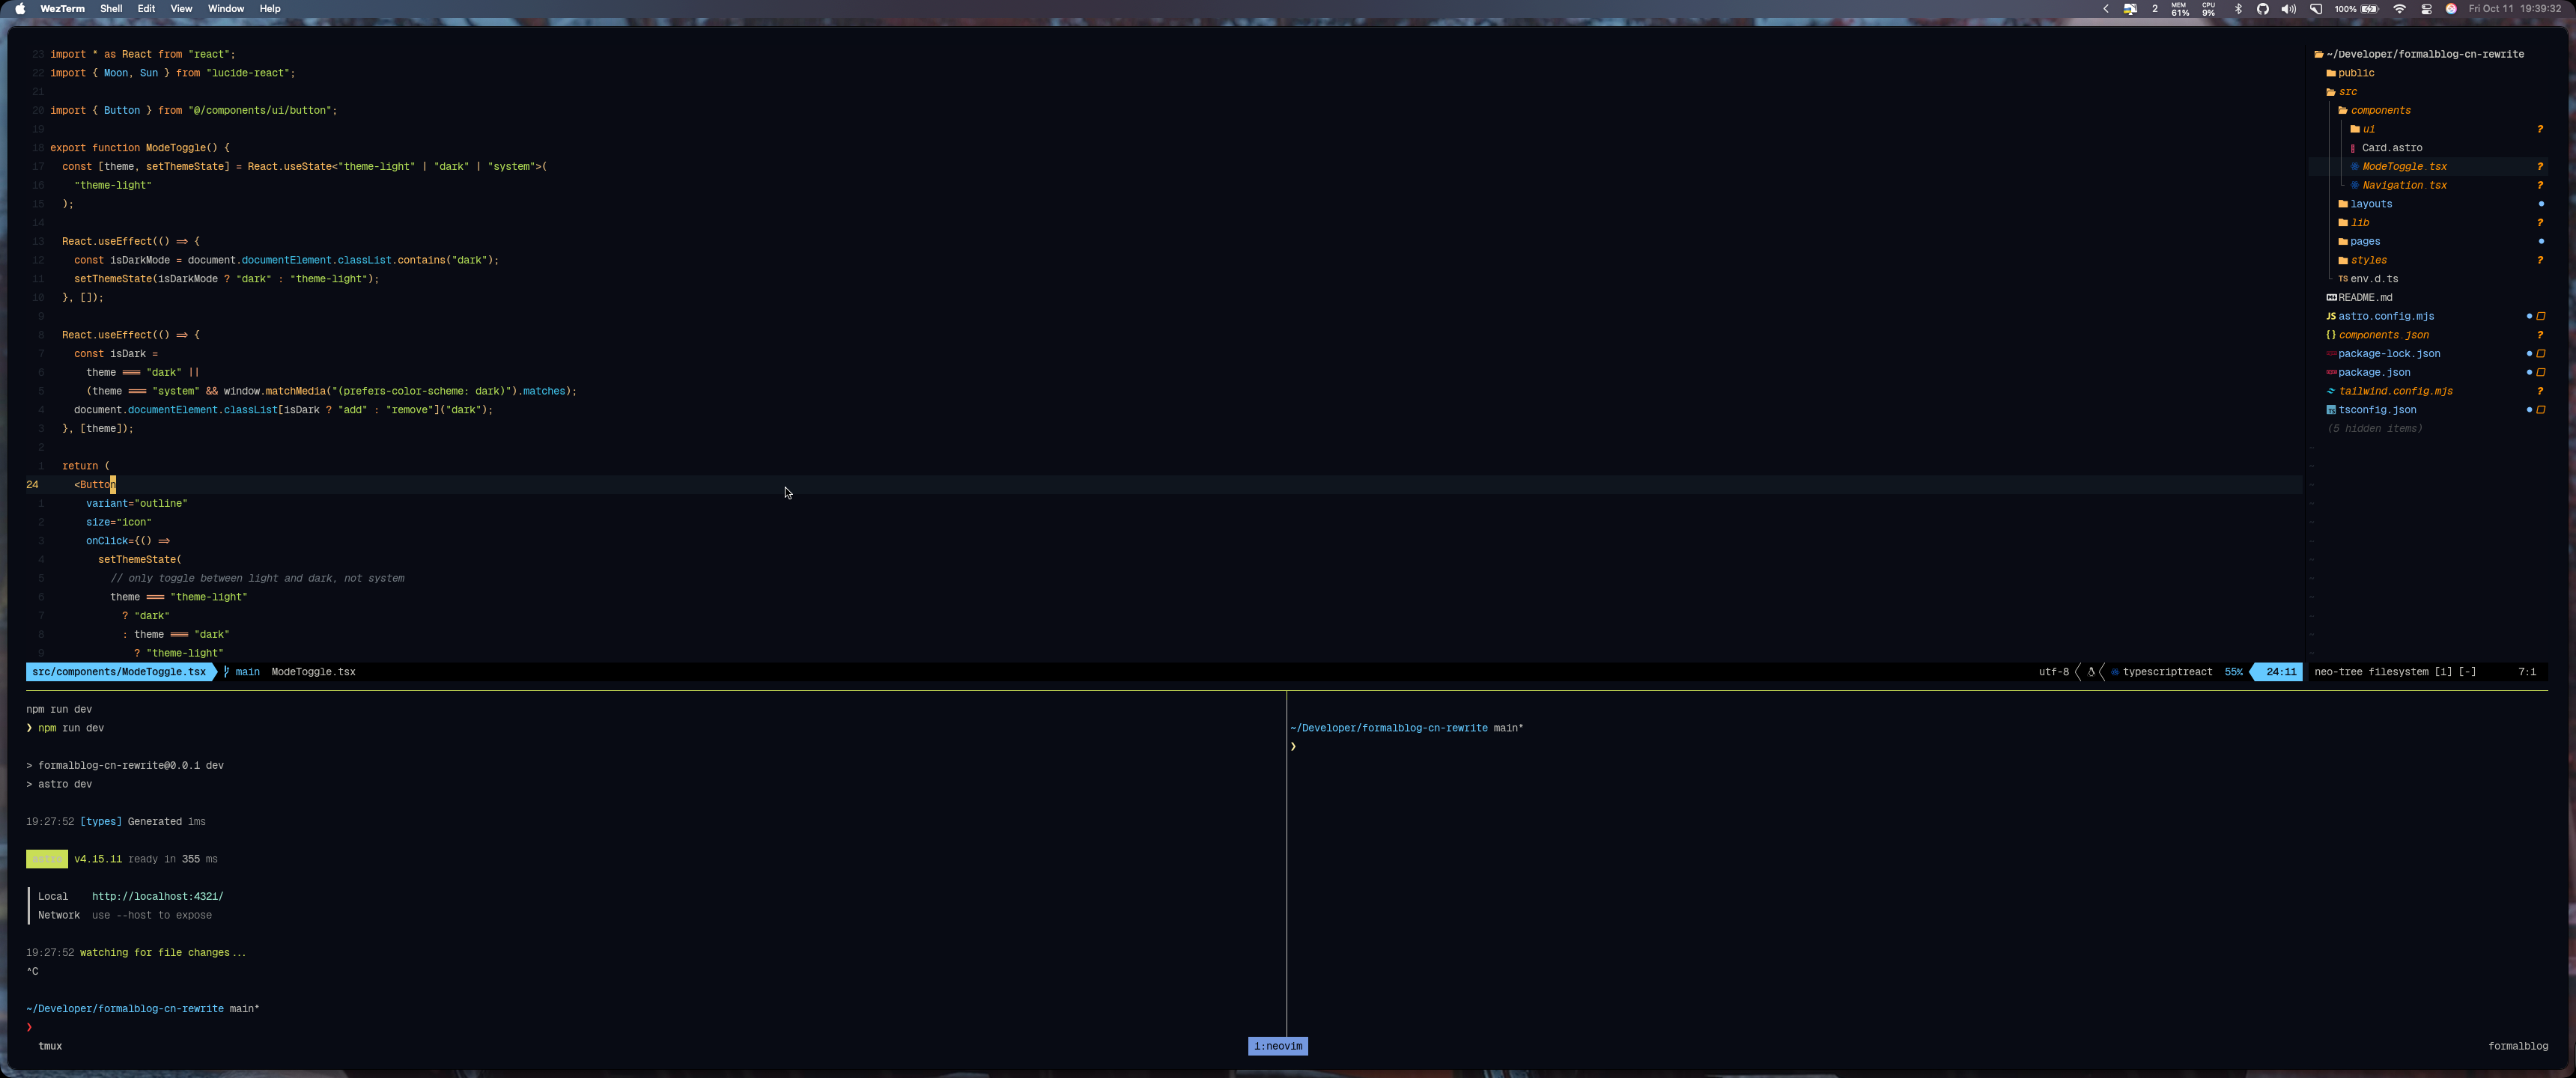 WezTerm Shell Edit View Window Help
2 MEM 61% CPU 9% 100% Fri Oct 11 19:39:32
23 import * as React from "react";
22 import { Moon, Sun } from "lucide-react";
21
20 import { Button } from "@/components/ui/button";
19
18 export function ModeToggle() {
17 const [theme, setThemeState] = React.useState<"theme-light" | "dark" | "system">(
16 "theme-light"
15 );
14
13 React.useEffect(() => {
12 const isDarkMode = document.documentElement.classList.contains("dark");
11 setThemeState(isDarkMode ? "dark" : "theme-light");
10 }, []);
9
8 React.useEffect(() => {
7 const isDark =
6 theme === "dark" ||
5 (theme === "system" && window.matchMedia("(prefers-color-scheme: dark)").matches);
4 document.documentElement.classList[isDark ? "add" : "remove"]("dark");
3 }, [theme]);
2
1 return (
24 <Button
1 variant="outline"
2 size="icon"
3 onClick={() =>
4 setThemeState(
5 // only toggle between light and dark, not system
6 theme === "theme-light"
7 ? "dark"
8 : theme === "dark"
9 ? "theme-light"
src/components/ModeToggle.tsx main ModeToggle.tsx utf-8 typescriptreact 55% 24:11
~/Developer/formalblog-cn-rewrite
public
src
components
ui ?
Card.astro
ModeToggle.tsx ?
Navigation.tsx ?
layouts
lib ?
pages
styles ?
TS env.d.ts
README.md
JS astro.config.mjs
{} components.json ?
package-lock.json
package.json
tailwind.config.mjs ?
tsconfig.json
(5 hidden items)
neo-tree filesystem [1] [-] 7:1
npm run dev
❯ npm run dev
> formalblog-cn-rewrite@0.0.1 dev
> astro dev
19:27:52 [types] Generated 1ms
astro v4.15.11 ready in 355 ms
Local http://localhost:4321/
Network use --host to expose
19:27:52 watching for file changes...
^C
~/Developer/formalblog-cn-rewrite main*
❯
~/Developer/formalblog-cn-rewrite main*
❯
tmux 1:neovim formalblog